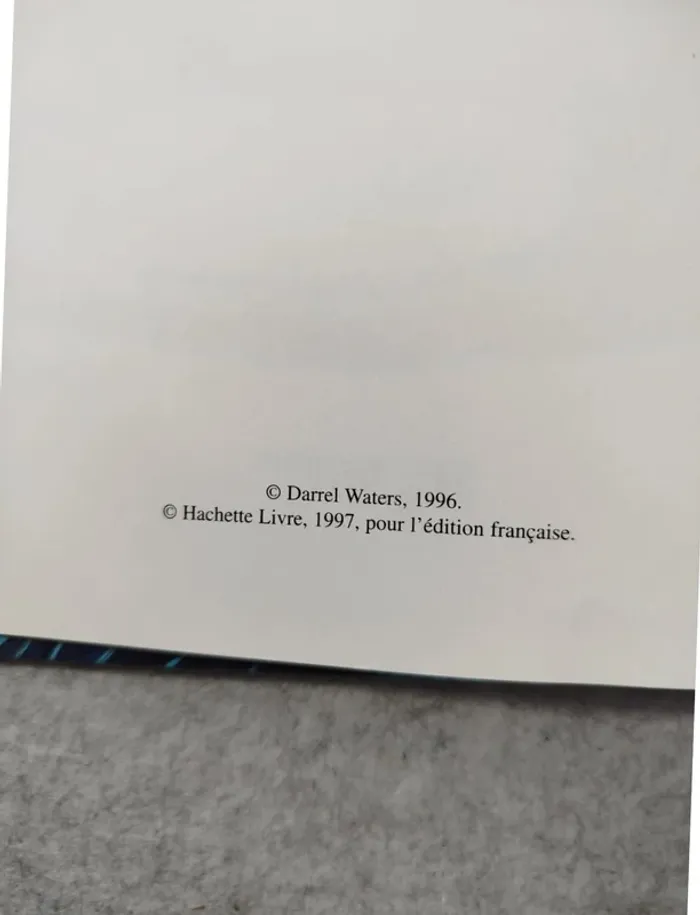 © Darrel Waters, 1996.
© Hachette Livre, 1997, pour l'édition française.